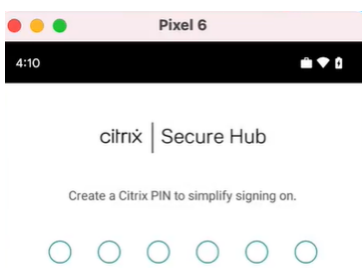 Pixel 6
4:10
citrix | Secure Hub
Create a Citrix PIN to simplify signing on.